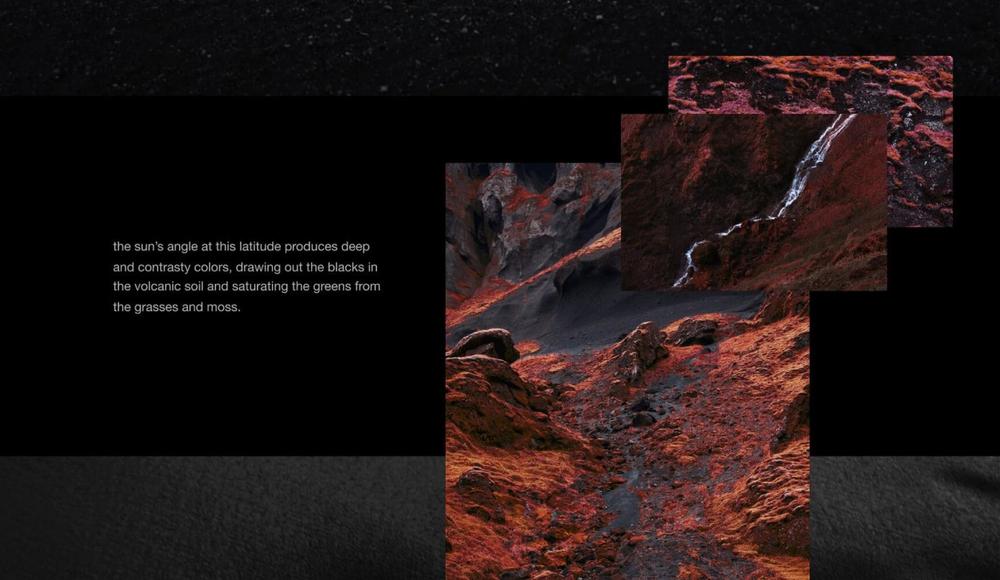 the sun’s angle at this latitude produces deep
and contrasty colors, drawing out the blacks in
the volcanic soil and saturating the greens from
the grasses and moss.